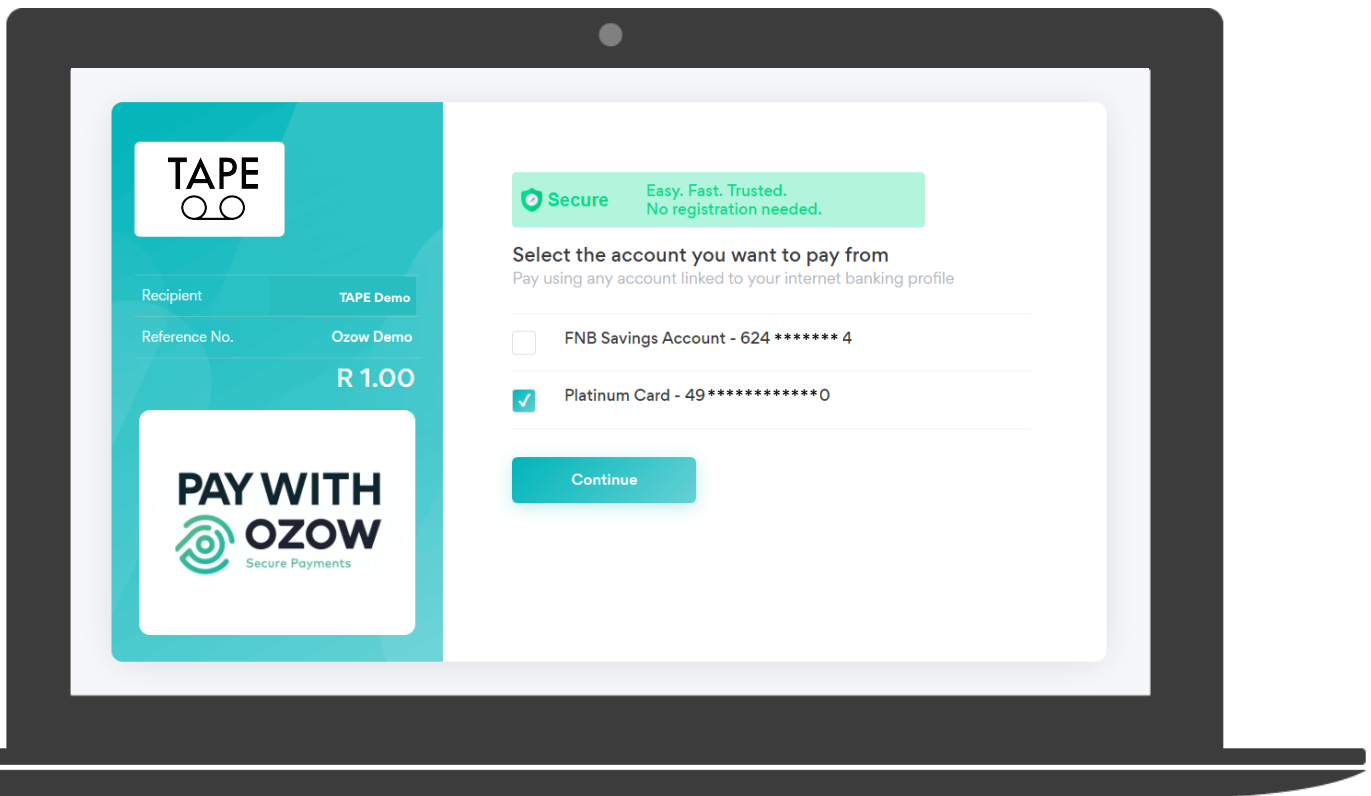 TAPE
Recipient
TAPE Demo
Reference No.
Ozow Demo
R 1.00
PAY WITH
OZOW
Secure Payments
Secure
Easy. Fast. Trusted.
No registration needed.
Select the account you want to pay from
Pay using any account linked to your internet banking profile
FNB Savings Account - 624 ******* 4
Platinum Card - 49************0
Continue